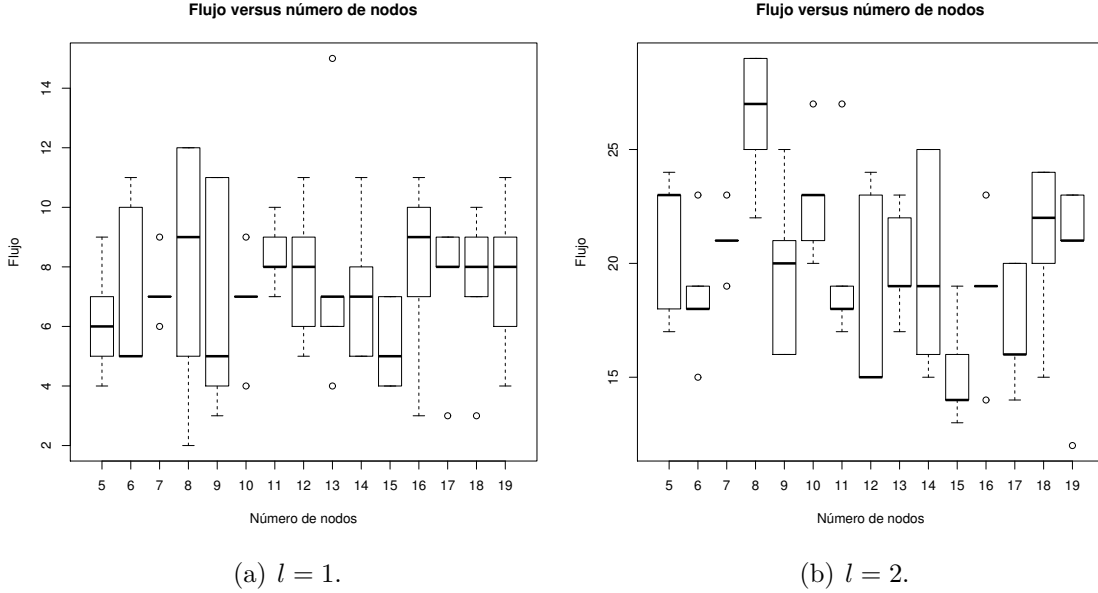 Flujo versus número de nodos
14
12
10
8
6
4
2
Flujo
5 6 7 8 9 10 11 12 13 14 15 16 17 18 19
Número de nodos
(a) l = 1.
Flujo versus número de nodos
25
20
15
Flujo
5 6 7 8 9 10 11 12 13 14 15 16 17 18 19
Número de nodos
(b) l = 2.